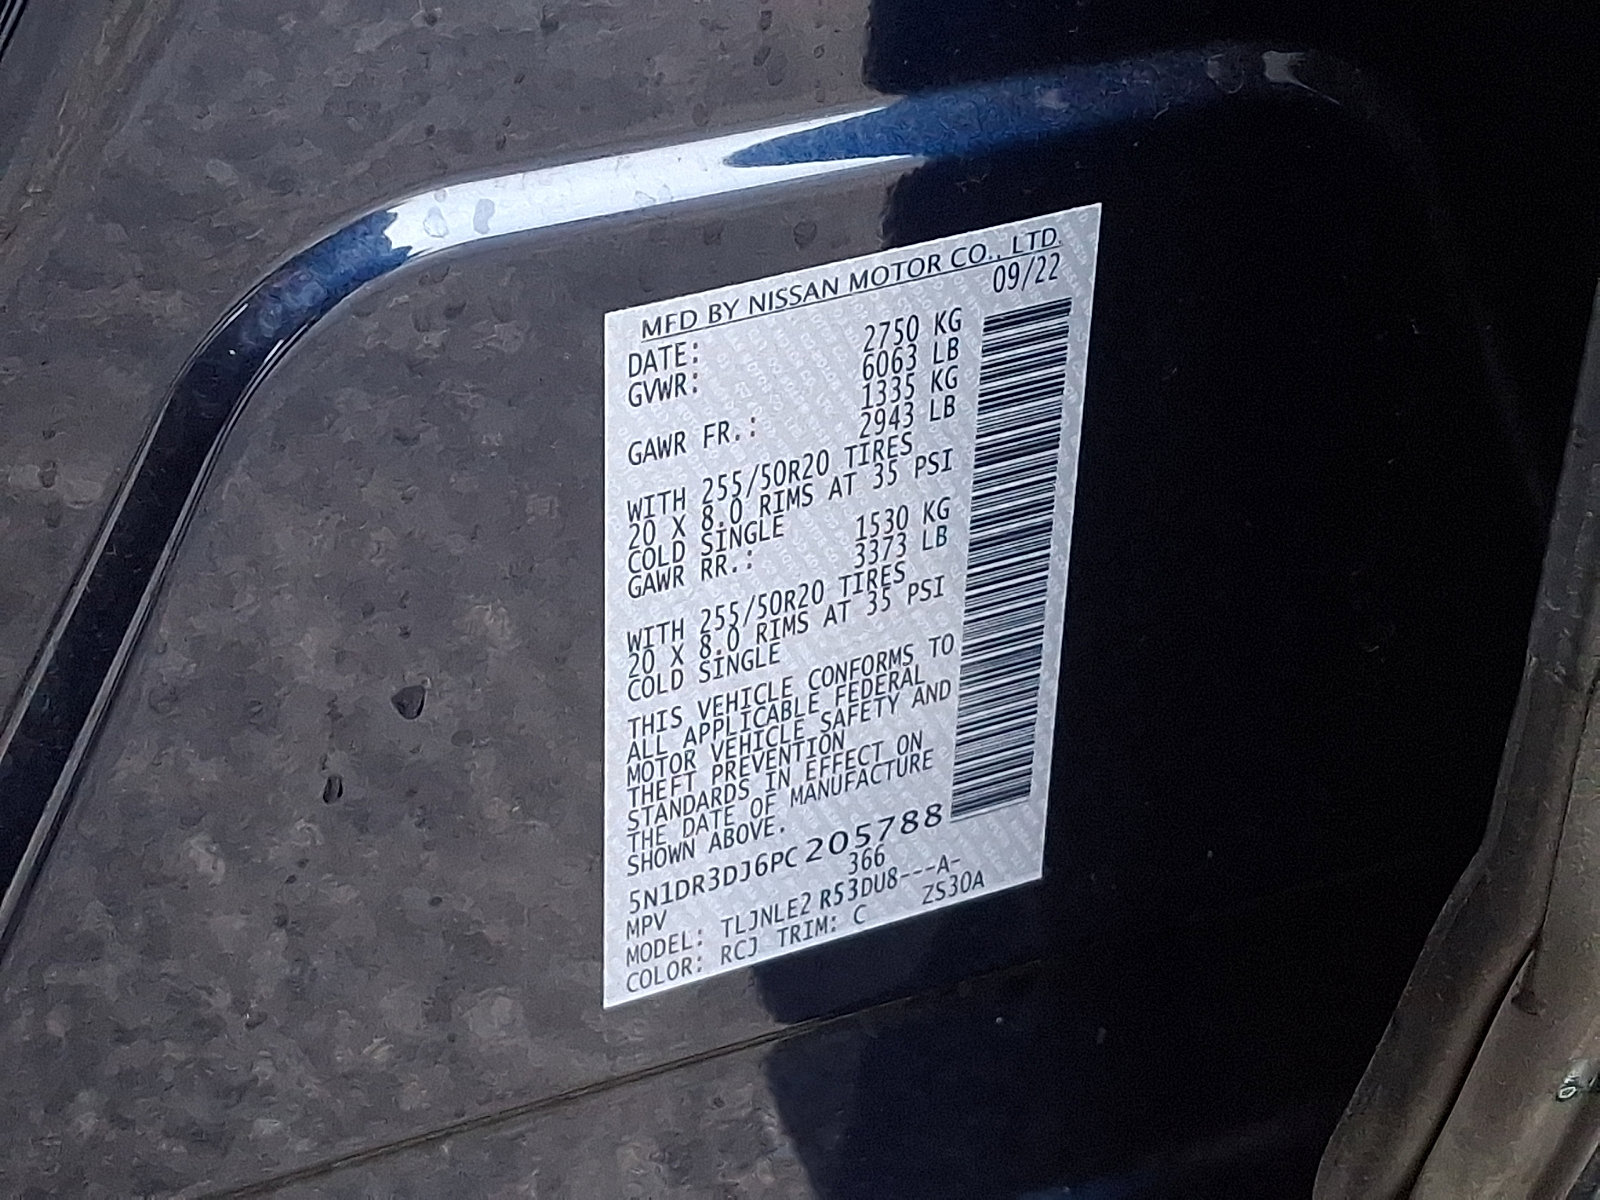 MFD BY NISSAN MOTOR CO., LTD.
DATE: 09/22
GVWR: 2750 KG
6063 LB
GAWR FR.: 1335 KG
2943 LB
WITH 255/50R20 TIRES
20 X 8.0 RIMS AT 35 PSI
COLD SINGLE
GAWR RR.: 1530 KG
3373 LB
WITH 255/50R20 TIRES
20 X 8.0 RIMS AT 35 PSI
COLD SINGLE
THIS VEHICLE CONFORMS TO
ALL APPLICABLE FEDERAL
MOTOR VEHICLE SAFETY AND
THEFT PREVENTION
STANDARDS IN EFFECT ON
THE DATE OF MANUFACTURE
SHOWN ABOVE.
5N1DR3DJ6PC205788
MPV 366
MODEL: TLJNLE2 R53DU8---A-
COLOR: RCJ TRIM: C ZS30A